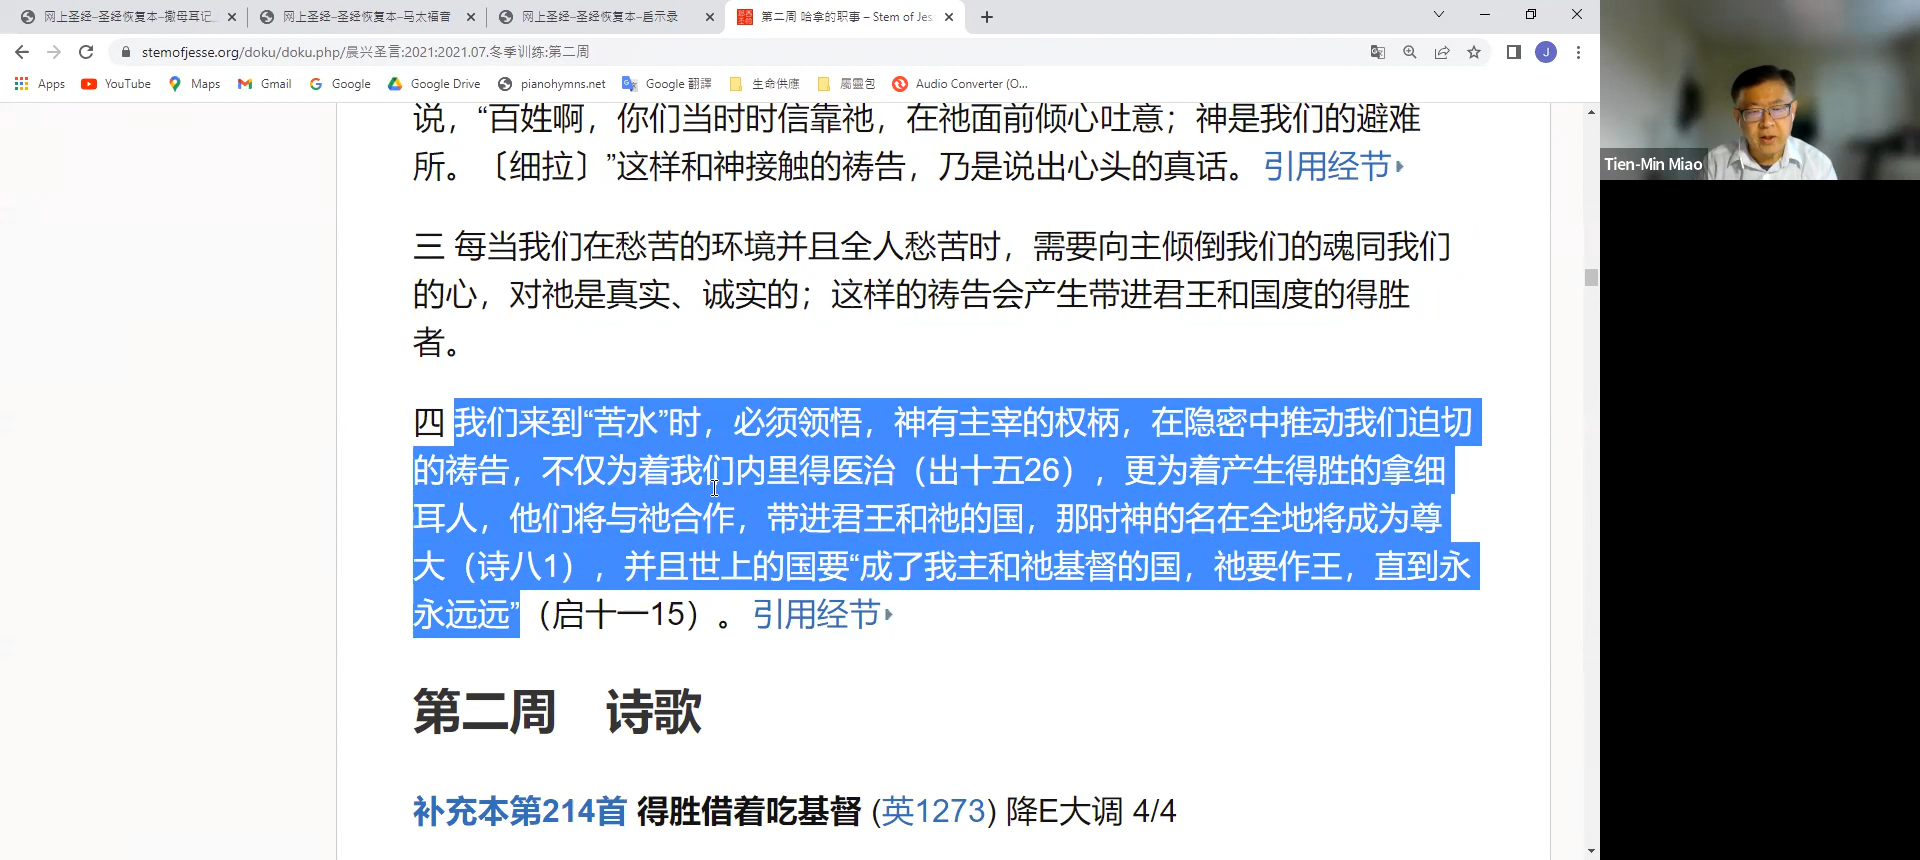 网上圣经–圣经恢复本–撒母耳记
网上圣经–圣经恢复本–马太福音
网上圣经–圣经恢复本–启示录
第二周 哈拿的职事 – Stem of Jes
stemofjesse.org/doku/doku.php/晨兴圣言:2021:2021.07.冬季训练:第二周
J
Apps YouTube Maps Gmail Google Google Drive pianohymns.net Google 翻譯 生命供應 屬靈包 Audio Converter (O...
说，“百姓啊，你们当时时信靠祂，在祂面前倾心吐意；神是我们的避难
所。〔细拉〕”这样和神接触的祷告，乃是说出心头的真话。 引用经节
三 每当我们在愁苦的环境并且全人愁苦时，需要向主倾倒我们的魂同我们
的心，对祂是真实、诚实的；这样的祷告会产生带进君王和国度的得胜
者。
四 我们来到“苦水”时，必须领悟，神有主宰的权柄，在隐密中推动我们迫切
的祷告，不仅为着我们内里得医治（出十五26），更为着产生得胜的拿细
耳人，他们将与祂合作，带进君王和祂的国，那时神的名在全地将成为尊
大（诗八1），并且世上的国要“成了我主和祂基督的国，祂要作王，直到永
永远远”（启十一15）。 引用经节
第二周 诗歌
补充本第214首 得胜借着吃基督 (英1273) 降E大调 4/4
Tien-Min Miao